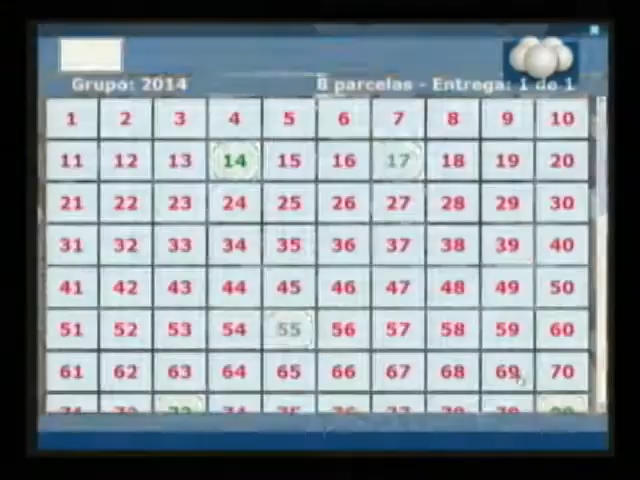 Grupo: 2014
8 parcelas - Entrega: 1 de 1
1 2 3 4 5 6 7 8 9 10
11 12 13 14 15 16 17 18 19 20
21 22 23 24 25 26 27 28 29 30
31 32 33 34 35 36 37 38 39 40
41 42 43 44 45 46 47 48 49 50
51 52 53 54 55 56 57 58 59 60
61 62 63 64 65 66 67 68 69 70